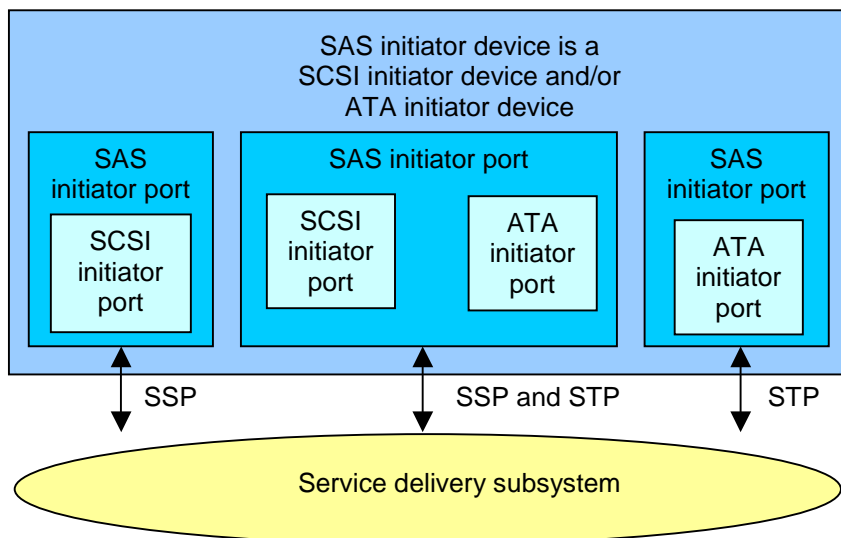 SAS initiator device is a
SCSI initiator device and/or
ATA initiator device
SAS
initiator port
SCSI
initiator
port
SAS initiator port
SCSI
initiator
port
ATA
initiator
port
SAS
initiator port
ATA
initiator
port
SSP
SSP and STP
STP
Service delivery subsystem